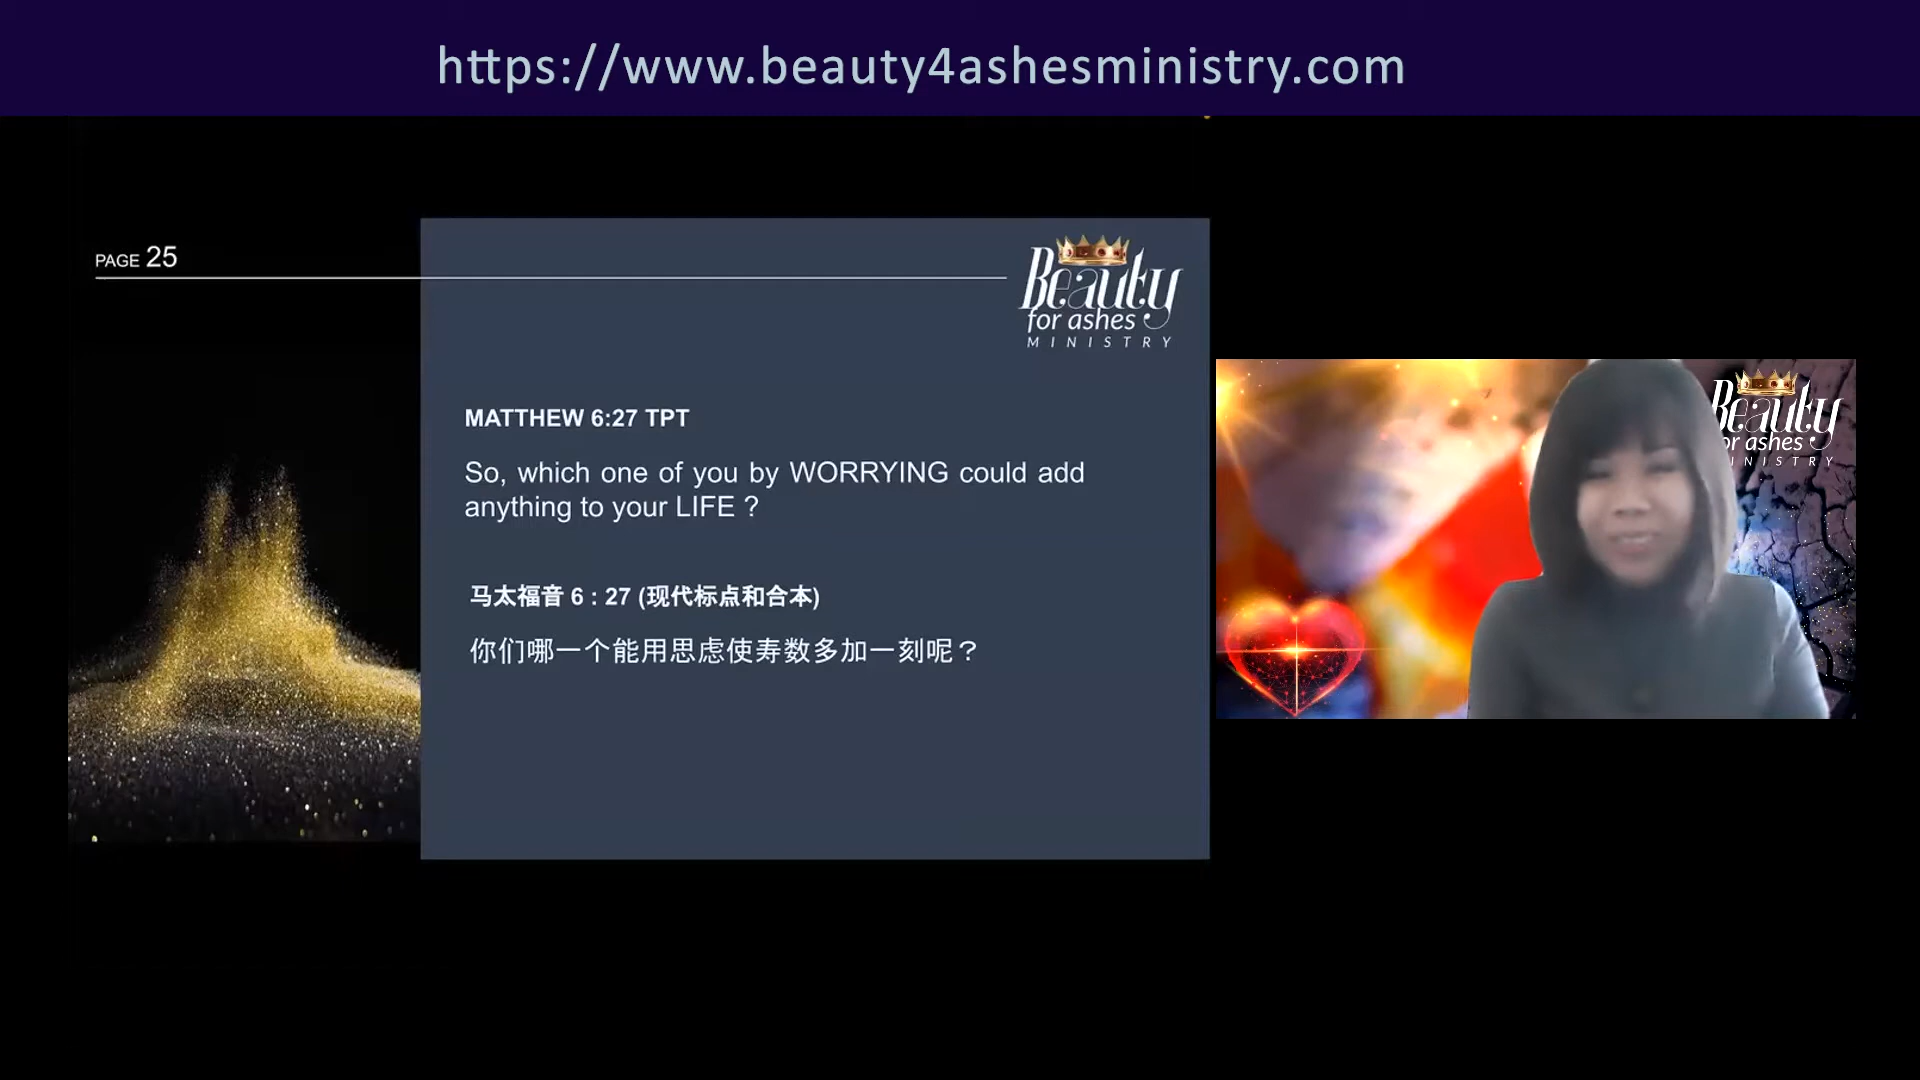 https://www.beauty4ashesministry.com
PAGE 25
Beauty
for ashes
MINISTRY
MATTHEW 6:27 TPT
So, which one of you by WORRYING could add
anything to your LIFE ?
马太福音 6 : 27 (现代标点和合本)
你们哪一个能用思虑使寿数多加一刻呢？
Beauty
or ashes
INISTRY